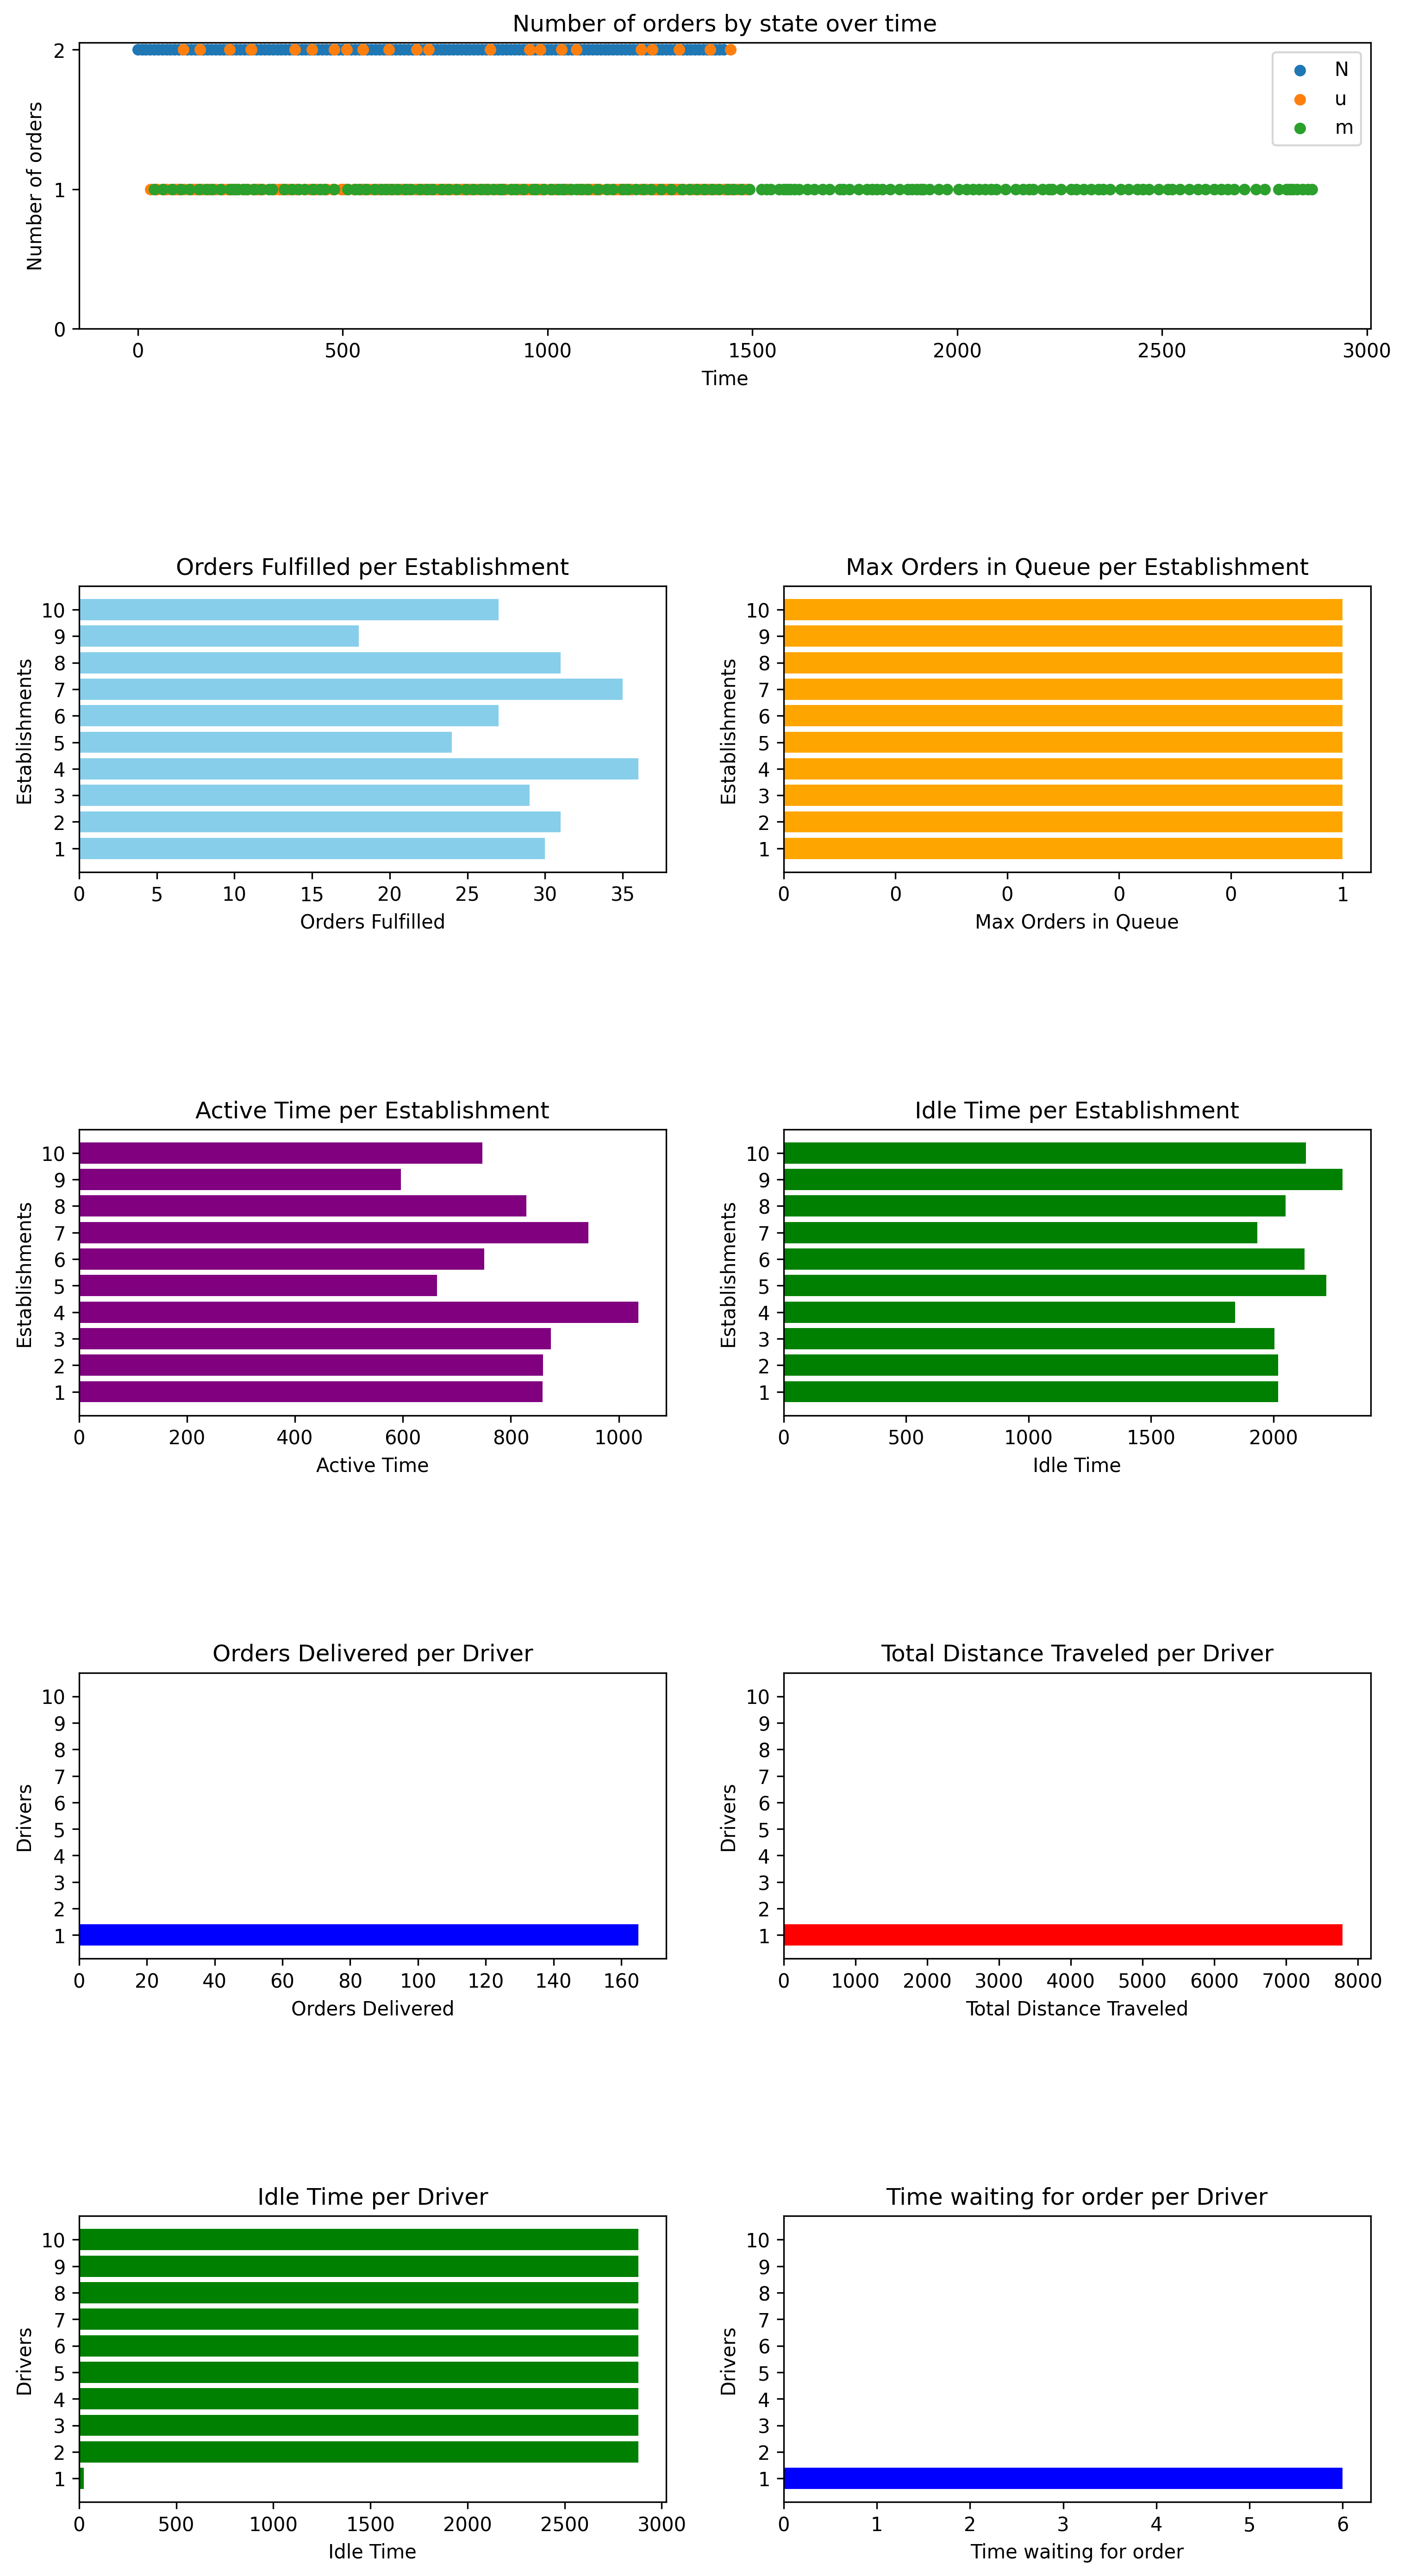 Number of orders by state over time
Number of orders
2
1
0
N
u
m
0 500 1000 1500 2000 2500 3000
Time
Orders Fulfilled per Establishment
Establishments
10
9
8
7
6
5
4
3
2
1
0 5 10 15 20 25 30 35
Orders Fulfilled
Max Orders in Queue per Establishment
Establishments
10
9
8
7
6
5
4
3
2
1
0 0 0 0 0 1
Max Orders in Queue
Active Time per Establishment
Establishments
10
9
8
7
6
5
4
3
2
1
0 200 400 600 800 1000
Active Time
Idle Time per Establishment
Establishments
10
9
8
7
6
5
4
3
2
1
0 500 1000 1500 2000
Idle Time
Orders Delivered per Driver
Drivers
10
9
8
7
6
5
4
3
2
1
0 20 40 60 80 100 120 140 160
Orders Delivered
Total Distance Traveled per Driver
Drivers
10
9
8
7
6
5
4
3
2
1
0 1000 2000 3000 4000 5000 6000 7000 8000
Total Distance Traveled
Idle Time per Driver
Drivers
10
9
8
7
6
5
4
3
2
1
0 500 1000 1500 2000 2500 3000
Idle Time
Time waiting for order per Driver
Drivers
10
9
8
7
6
5
4
3
2
1
0 1 2 3 4 5 6
Time waiting for order